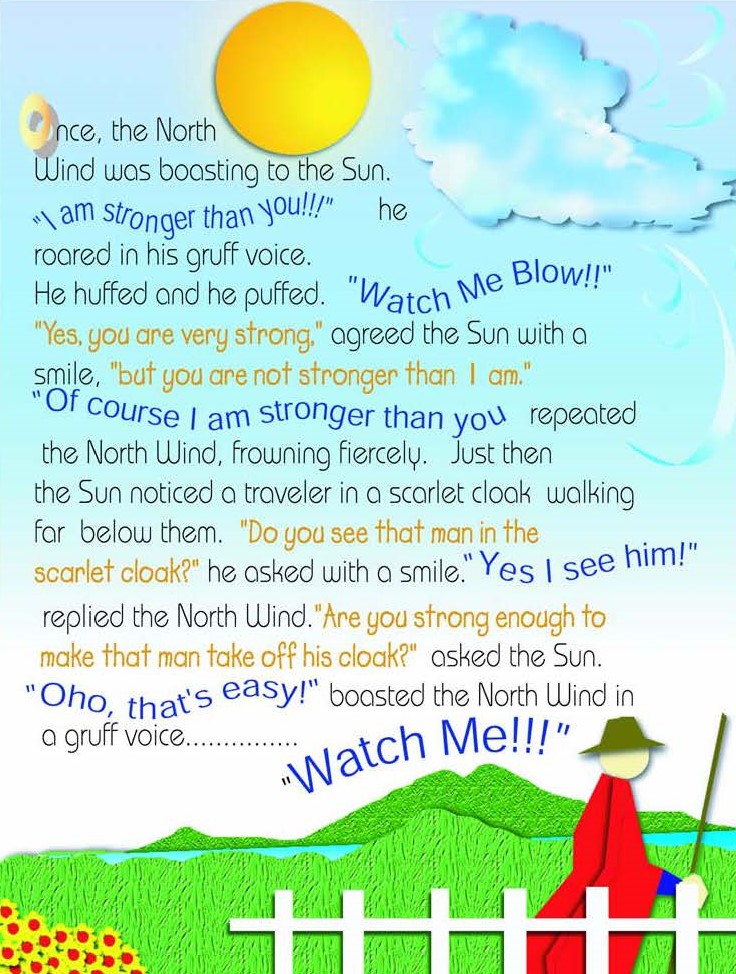 Once, the North
Wind was boasting to the Sun.
"I am stronger than you!!!" he
roared in his gruff voice.
He huffed and he puffed. "Watch Me Blow!!"
"Yes, you are very strong," agreed the Sun with a
smile, "but you are not stronger than I am."
"Of course I am stronger than you repeated
the North Wind, frowning fiercely. Just then
the Sun noticed a traveler in a scarlet cloak walking
far below them. "Do you see that man in the
scarlet cloak?" he asked with a smile. "Yes I see him!"
replied the North Wind. "Are you strong enough to
make that man take off his cloak?" asked the Sun.
"Oho, that's easy!" boasted the North Wind in
a gruff voice...............
"Watch Me!!!"